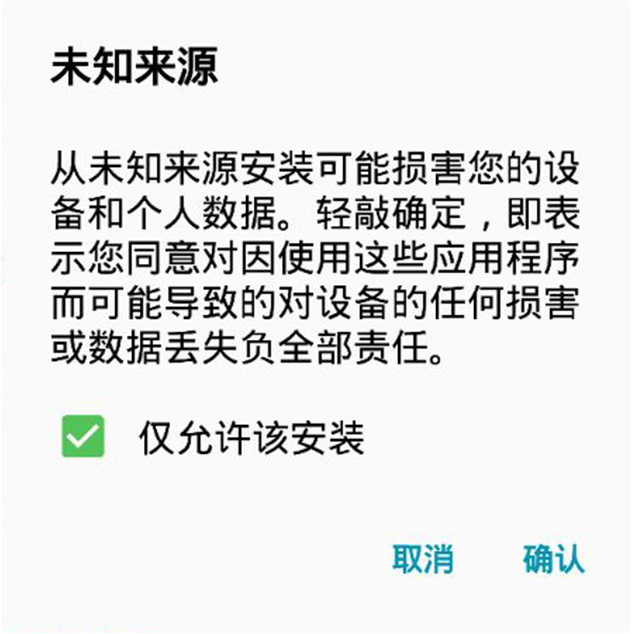 未知来源
从未知来源安装可能损害您的设
备和个人数据。轻敲确定，即表
示您同意对因使用这些应用程序
而可能导致的对设备的任何损害
或数据丢失负全部责任。
仅允许该安装
取消 确认